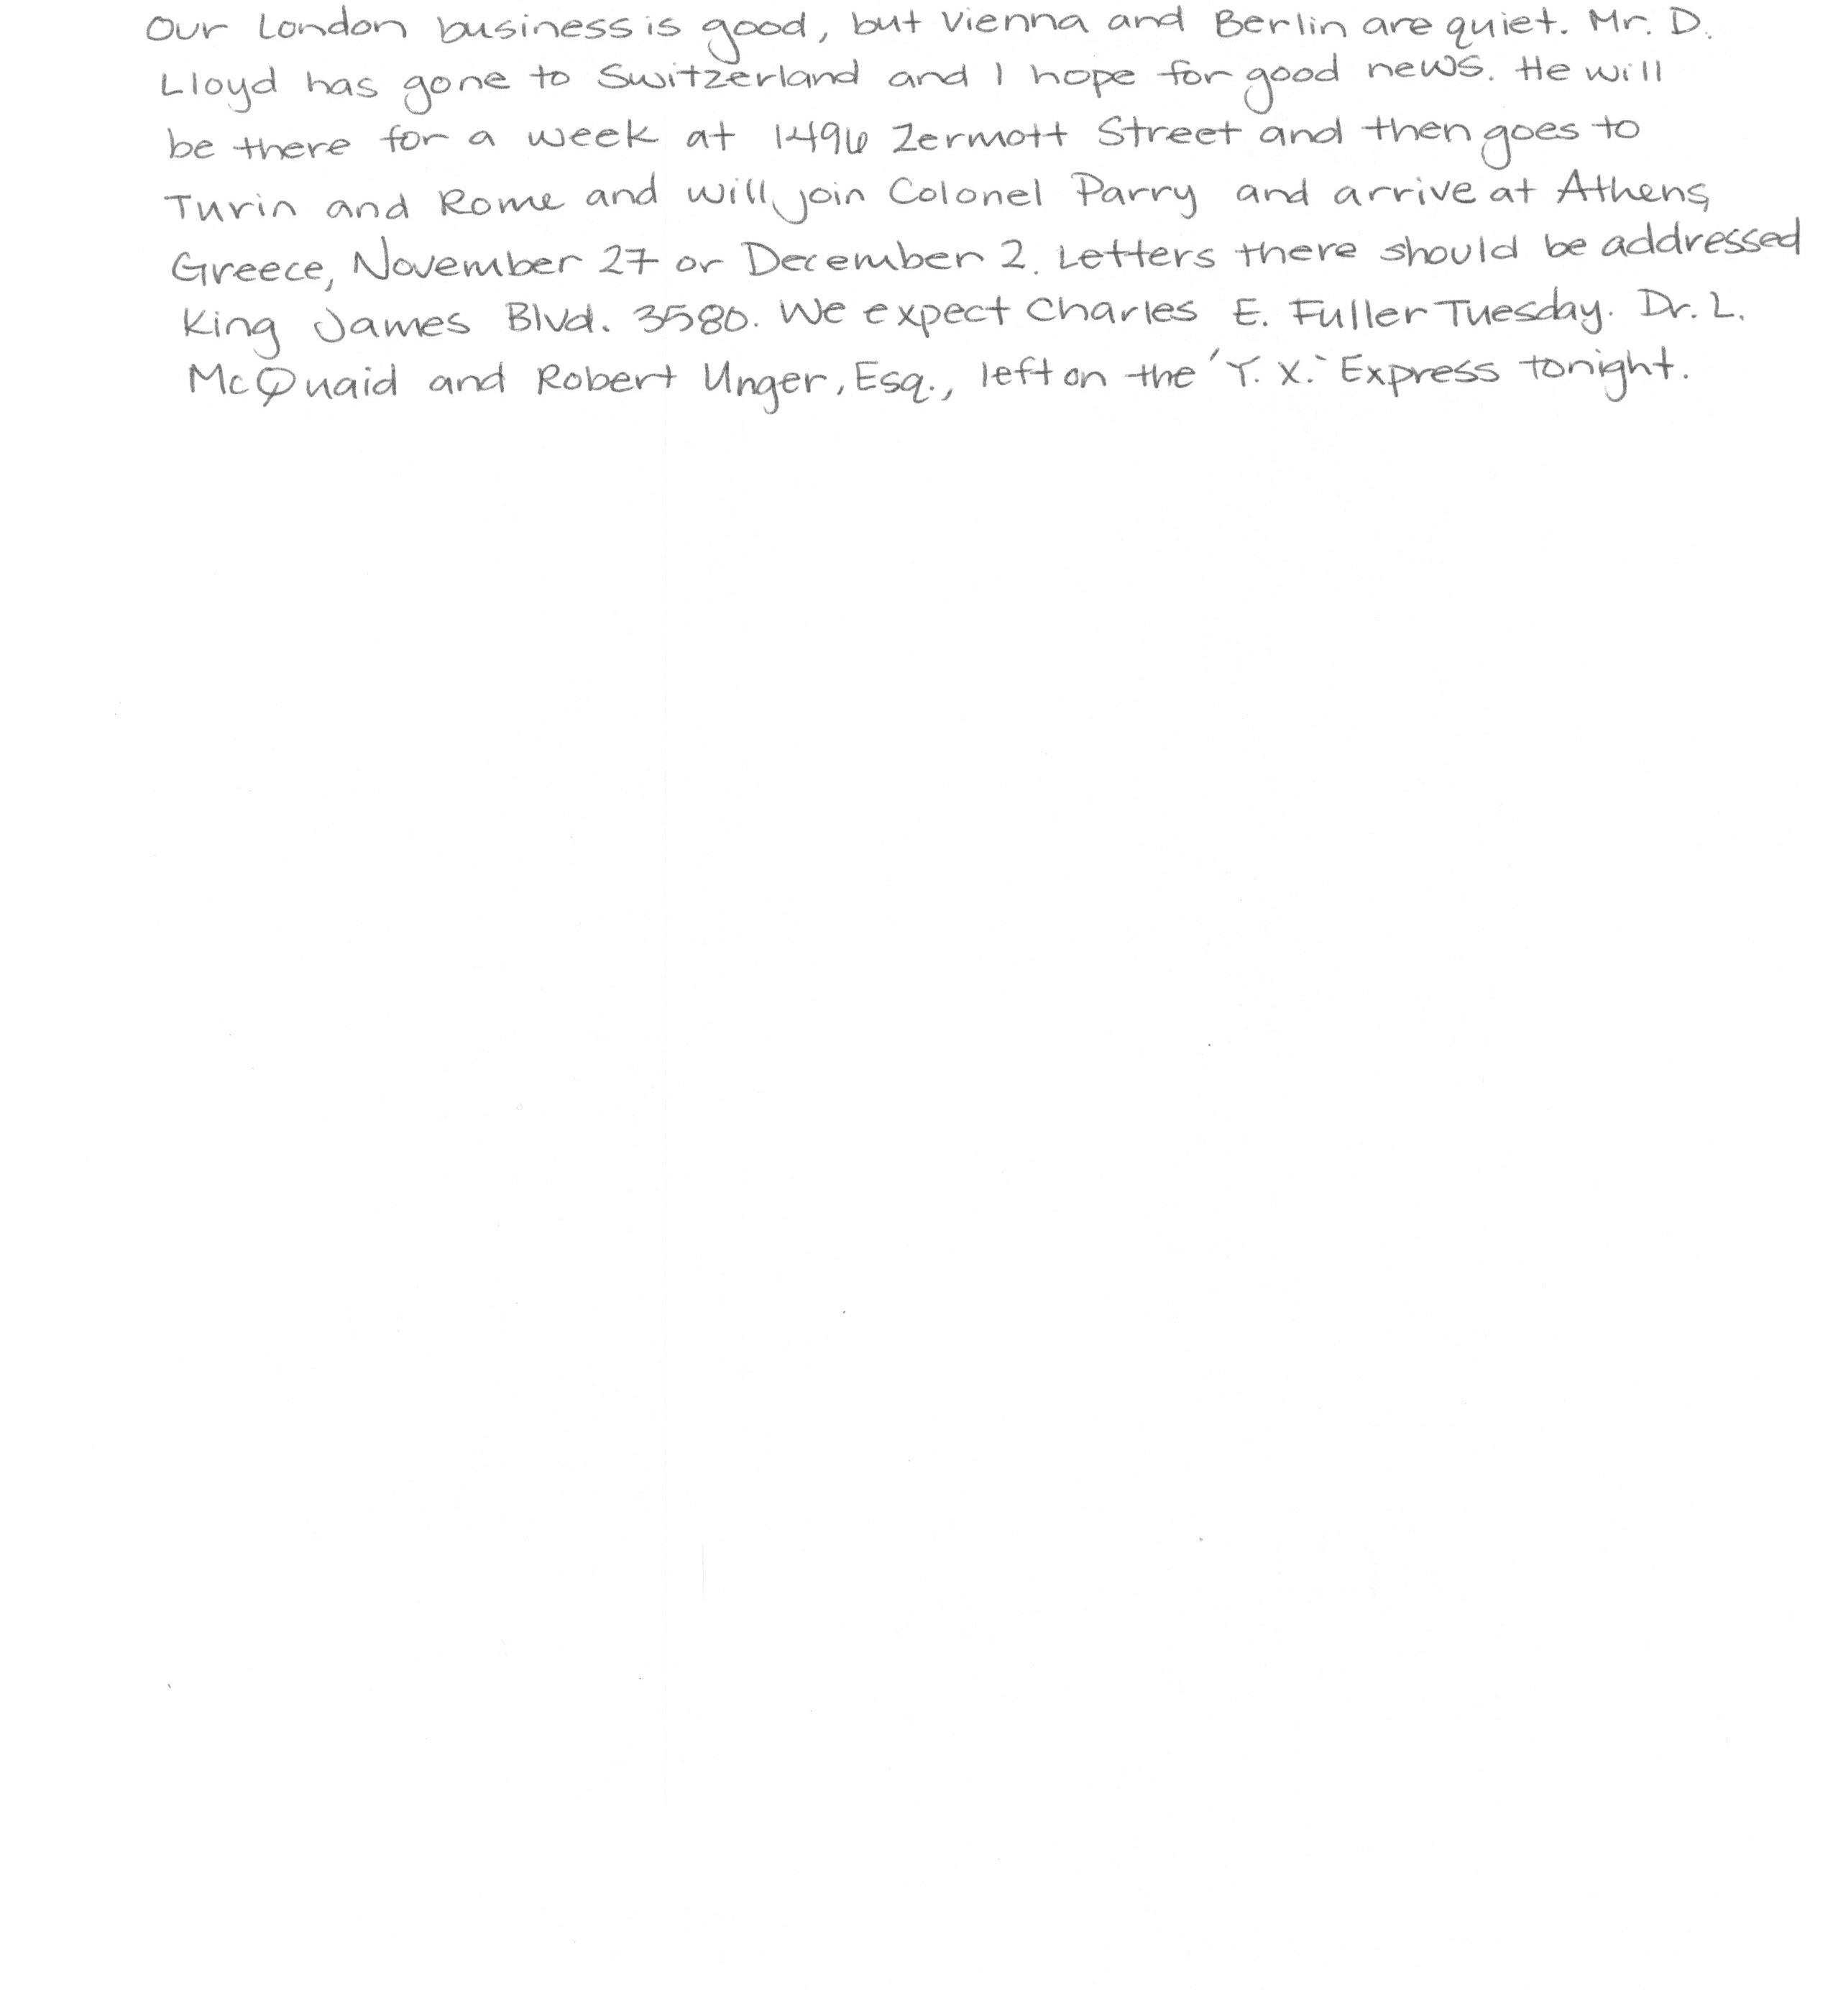 Our London business is good, but Vienna and Berlin are quiet. Mr. D.
Lloyd has gone to Switzerland and I hope for good news. He will
be there for a week at 1496 Zermott Street and then goes to
Turin and Rome and will join Colonel Parry and arrive at Athens,
Greece, November 27 or December 2. Letters there should be addressed
King James Blvd. 3580. We expect Charles E. Fuller Tuesday. Dr. L.
McQuaid and Robert Unger, Esq., left on the 'Y. X.' Express tonight.